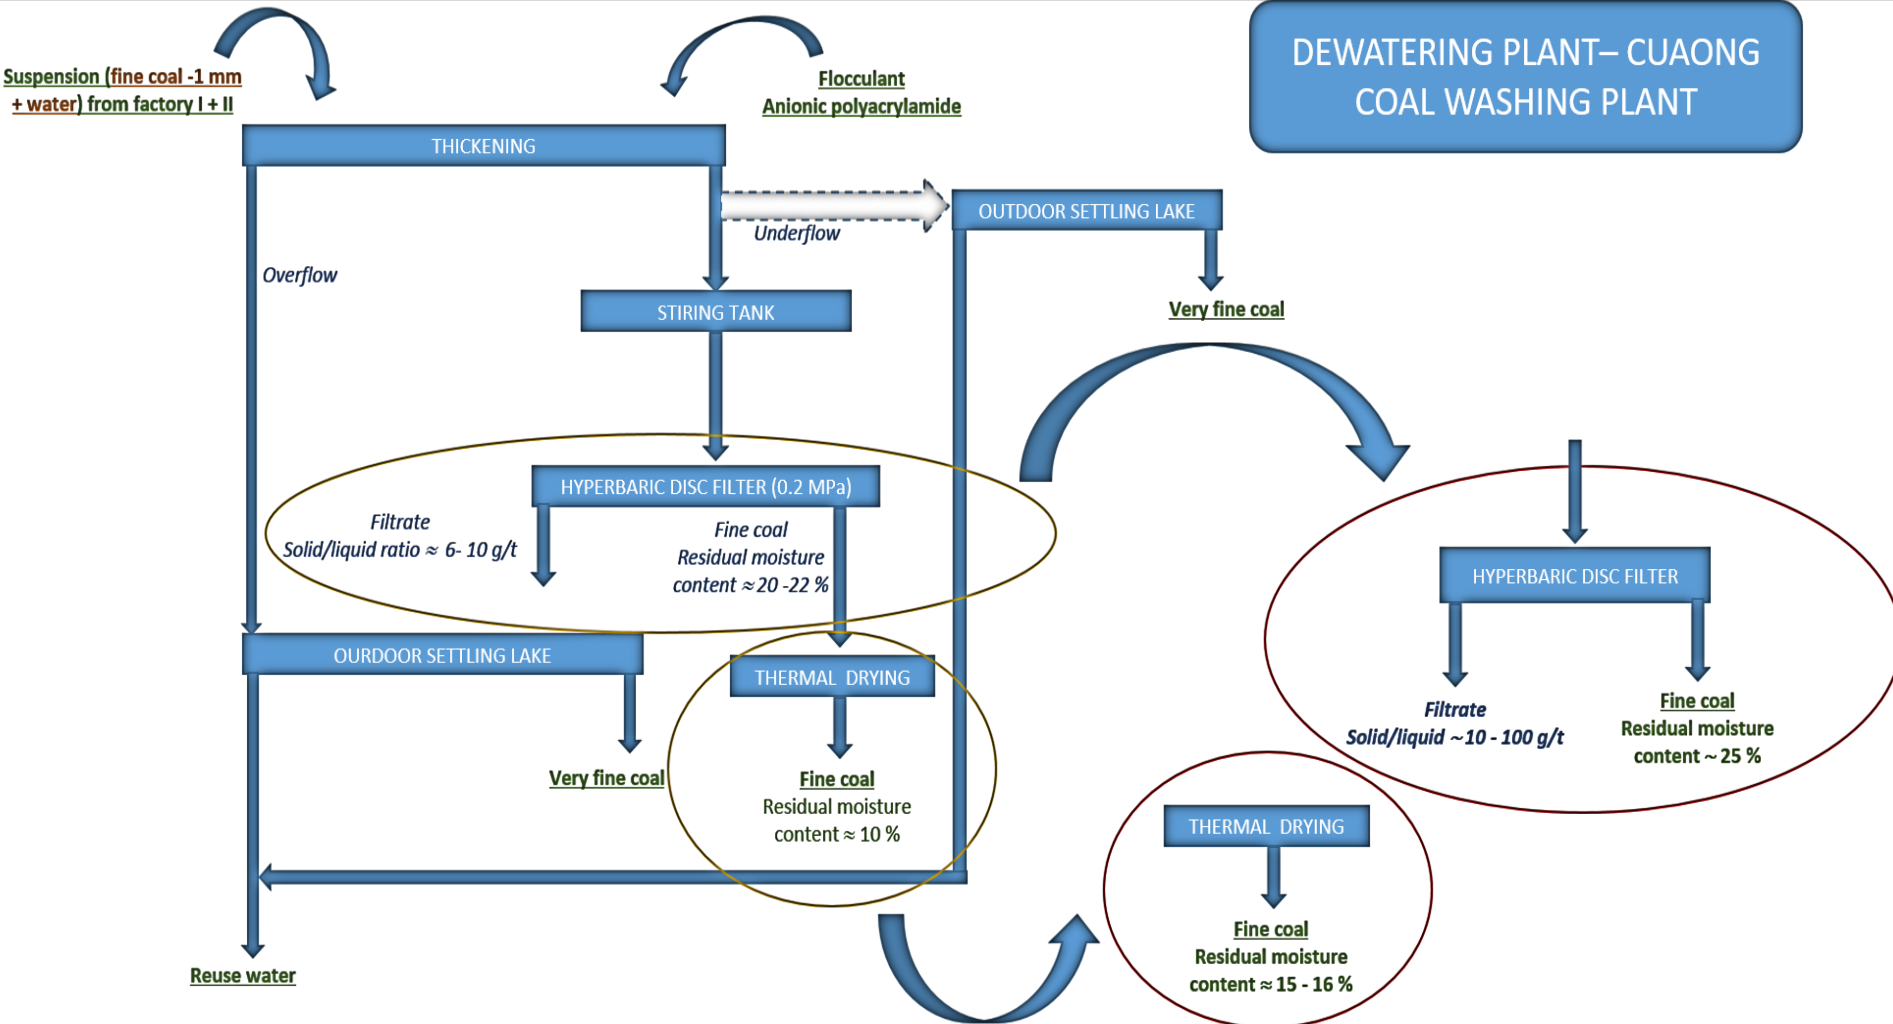 DEWATERING PLANT– CUAONG
COAL WASHING PLANT
Suspension (fine coal -1 mm
+ water) from factory I + II
Flocculant
Anionic polyacrylamide
THICKENING
Underflow
OUTDOOR SETTLING LAKE
Overflow
Very fine coal
STIRING TANK
HYPERBARIC DISC FILTER (0.2 MPa)
Filtrate
Solid/liquid ratio ≈ 6- 10 g/t
Fine coal
Residual moisture
content ≈20 -22 %
HYPERBARIC DISC FILTER
Filtrate
Solid/liquid ~10 - 100 g/t
Fine coal
Residual moisture
content ~ 25 %
OURDOOR SETTLING LAKE
THERMAL DRYING
Very fine coal
Fine coal
Residual moisture
content ≈ 10 %
THERMAL DRYING
Fine coal
Residual moisture
content ≈ 15 - 16 %
Reuse water